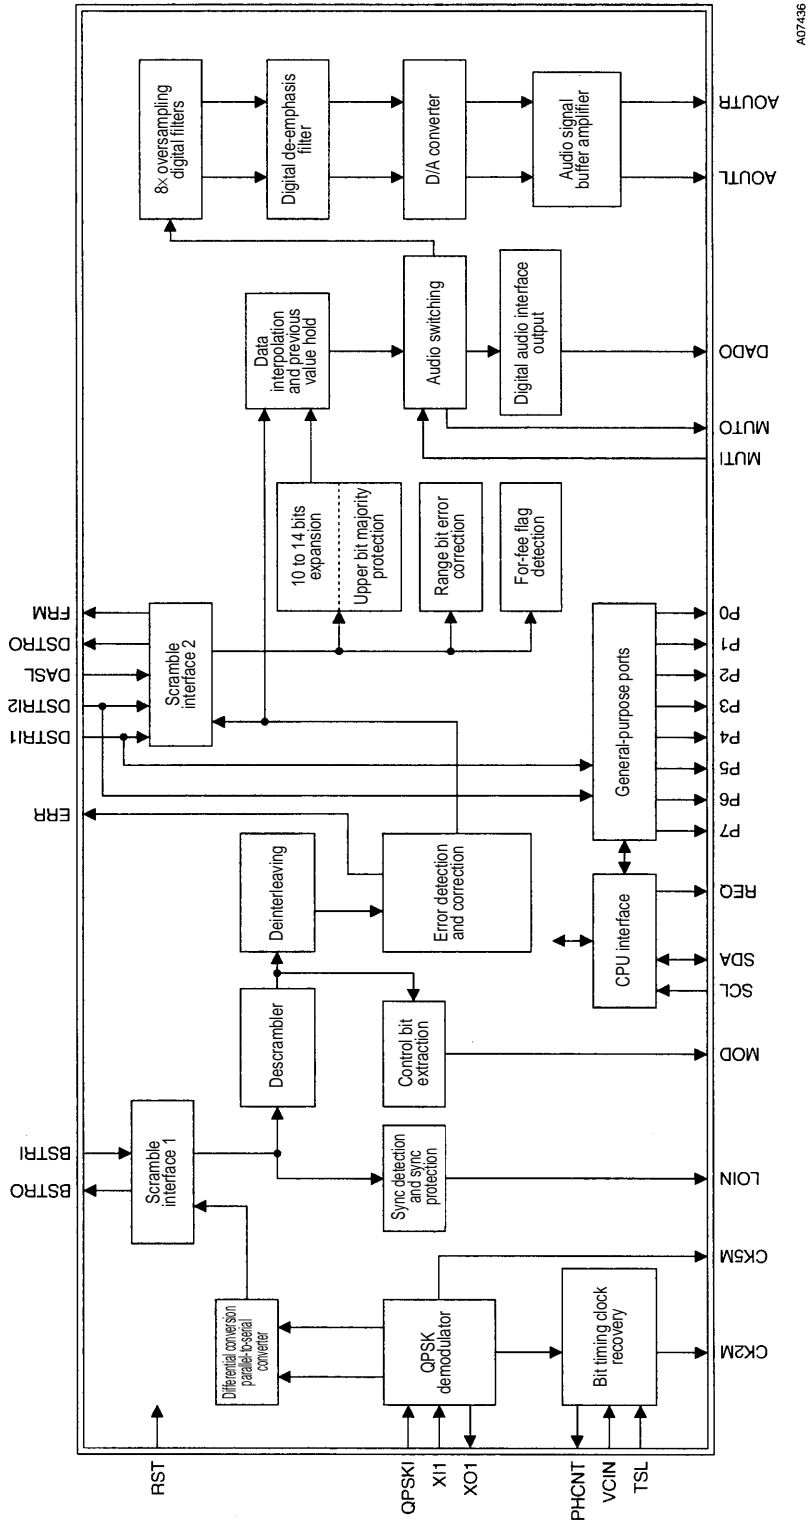 RST
QPSKI
XI1
XO1
PHCNT
VCIN
TSL
BSTRO
BSTRI
ERR
DSTRI1
DSTRI2
DASL
DSTRO
FRM
Differential conversion
parallel-to-serial
converter
Scramble
interface 1
QPSK
demodulator
Bit timing clock
recovery
Sync detection
and sync
protection
Descrambler
Control bit
extraction
Deinterleaving
Error detection
and correction
CPU interface
General-purpose ports
Scramble
interface 2
10 to 14 bits
expansion
Upper bit majority
protection
Range bit error
correction
For-fee flag
detection
Data
interpolation
and previous
value hold
Audio switching
Digital audio interface
output
8× oversampling
digital filters
Digital de-emphasis
filter
D/A converter
Audio signal
buffer amplifier
CK2M
CK5M
LOIN
MOD
SCL
SDA
REQ
P7
P6
P5
P4
P3
P2
P1
P0
MUTI
MUTO
DADO
AOUTL
AOUTR
A07436